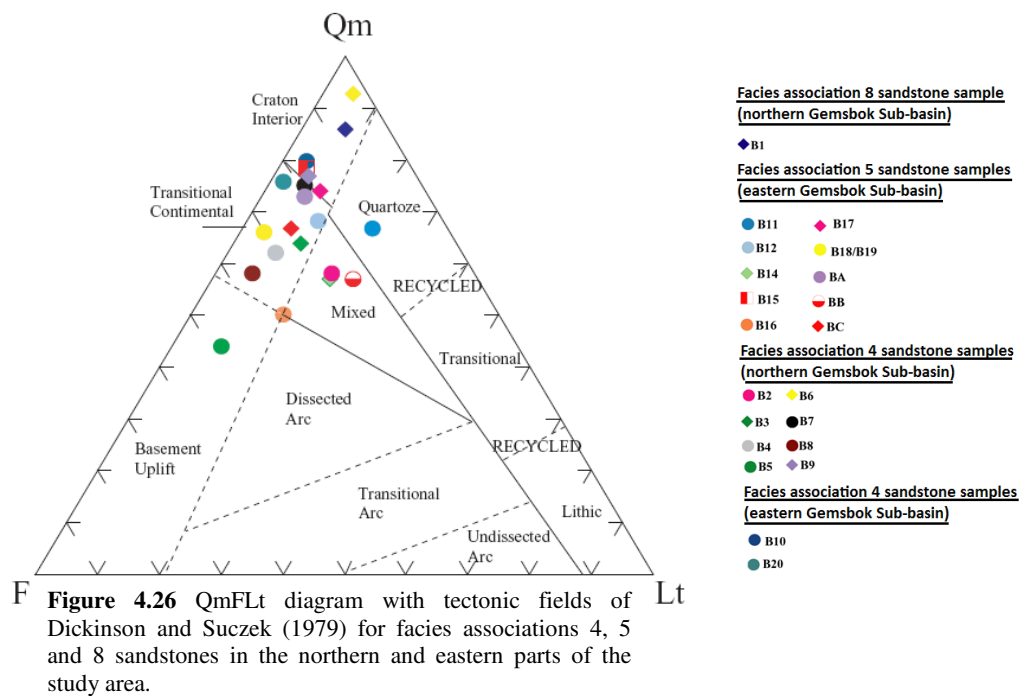 Qm
Craton
Interior
Transitional
Continental
Quartoze
RECYCLED
Mixed
Transitional
Dissected
Arc
RECYCLED
Basement
Uplift
Transitional
Arc
Lithic
Undissected
Arc
F
Lt
Figure 4.26 QmFLt diagram with tectonic fields of
Dickinson and Suczek (1979) for facies associations 4, 5
and 8 sandstones in the northern and eastern parts of the
study area.
Facies association 8 sandstone sample
(northern Gemsbok Sub-basin)
B1
Facies association 5 sandstone samples
(eastern Gemsbok Sub-basin)
B11 B17
B12 B18/B19
B14 BA
B15 BB
B16 BC
Facies association 4 sandstone samples
(northern Gemsbok Sub-basin)
B2 B6
B3 B7
B4 B8
B5 B9
Facies association 4 sandstone samples
(eastern Gemsbok Sub-basin)
B10
B20